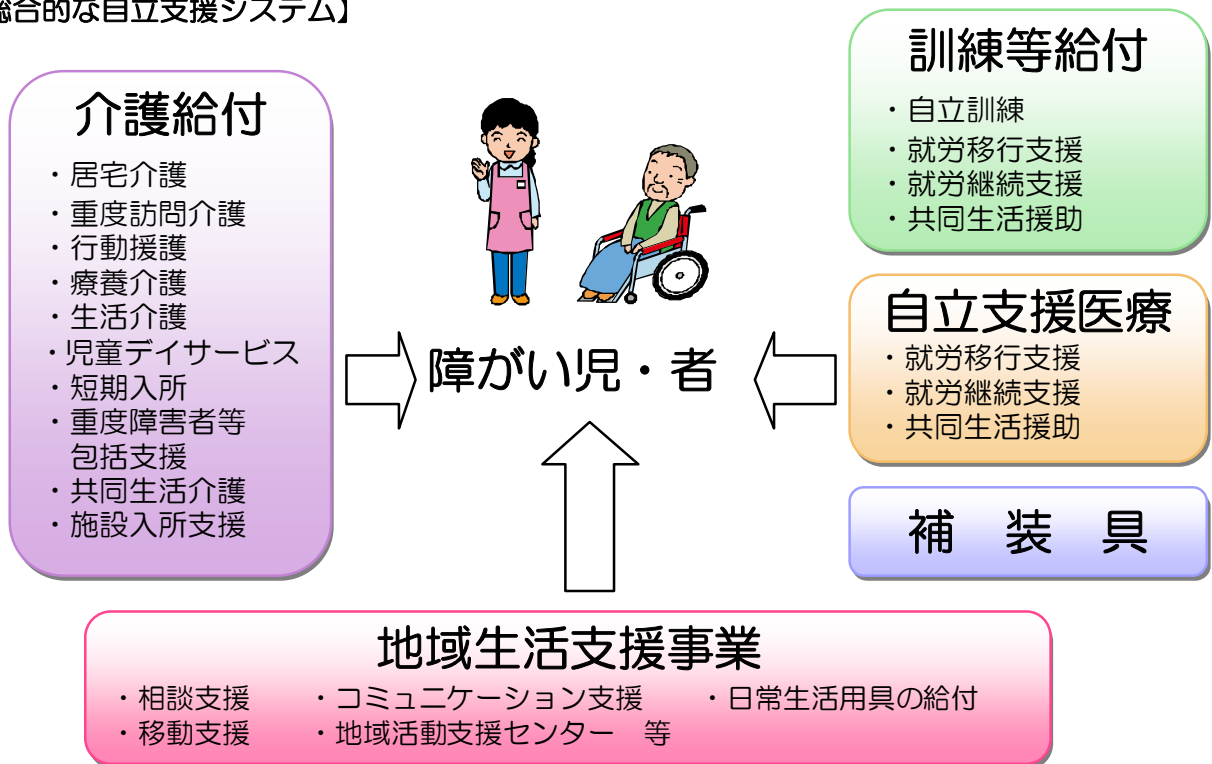 総合的な自立支援システム】
介護給付
・居宅介護
・重度訪問介護
・行動援護
・療養介護
・生活介護
・児童デイサービス
・短期入所
・重度障害者等
包括支援
・共同生活介護
・施設入所支援
障がい児・者
訓練等給付
・自立訓練
・就労移行支援
・就労継続支援
・共同生活援助
自立支援医療
・就労移行支援
・就労継続支援
・共同生活援助
補　装　具
地域生活支援事業
・相談支援　・コミュニケーション支援　・日常生活用具の給付
・移動支援　・地域活動支援センター　等